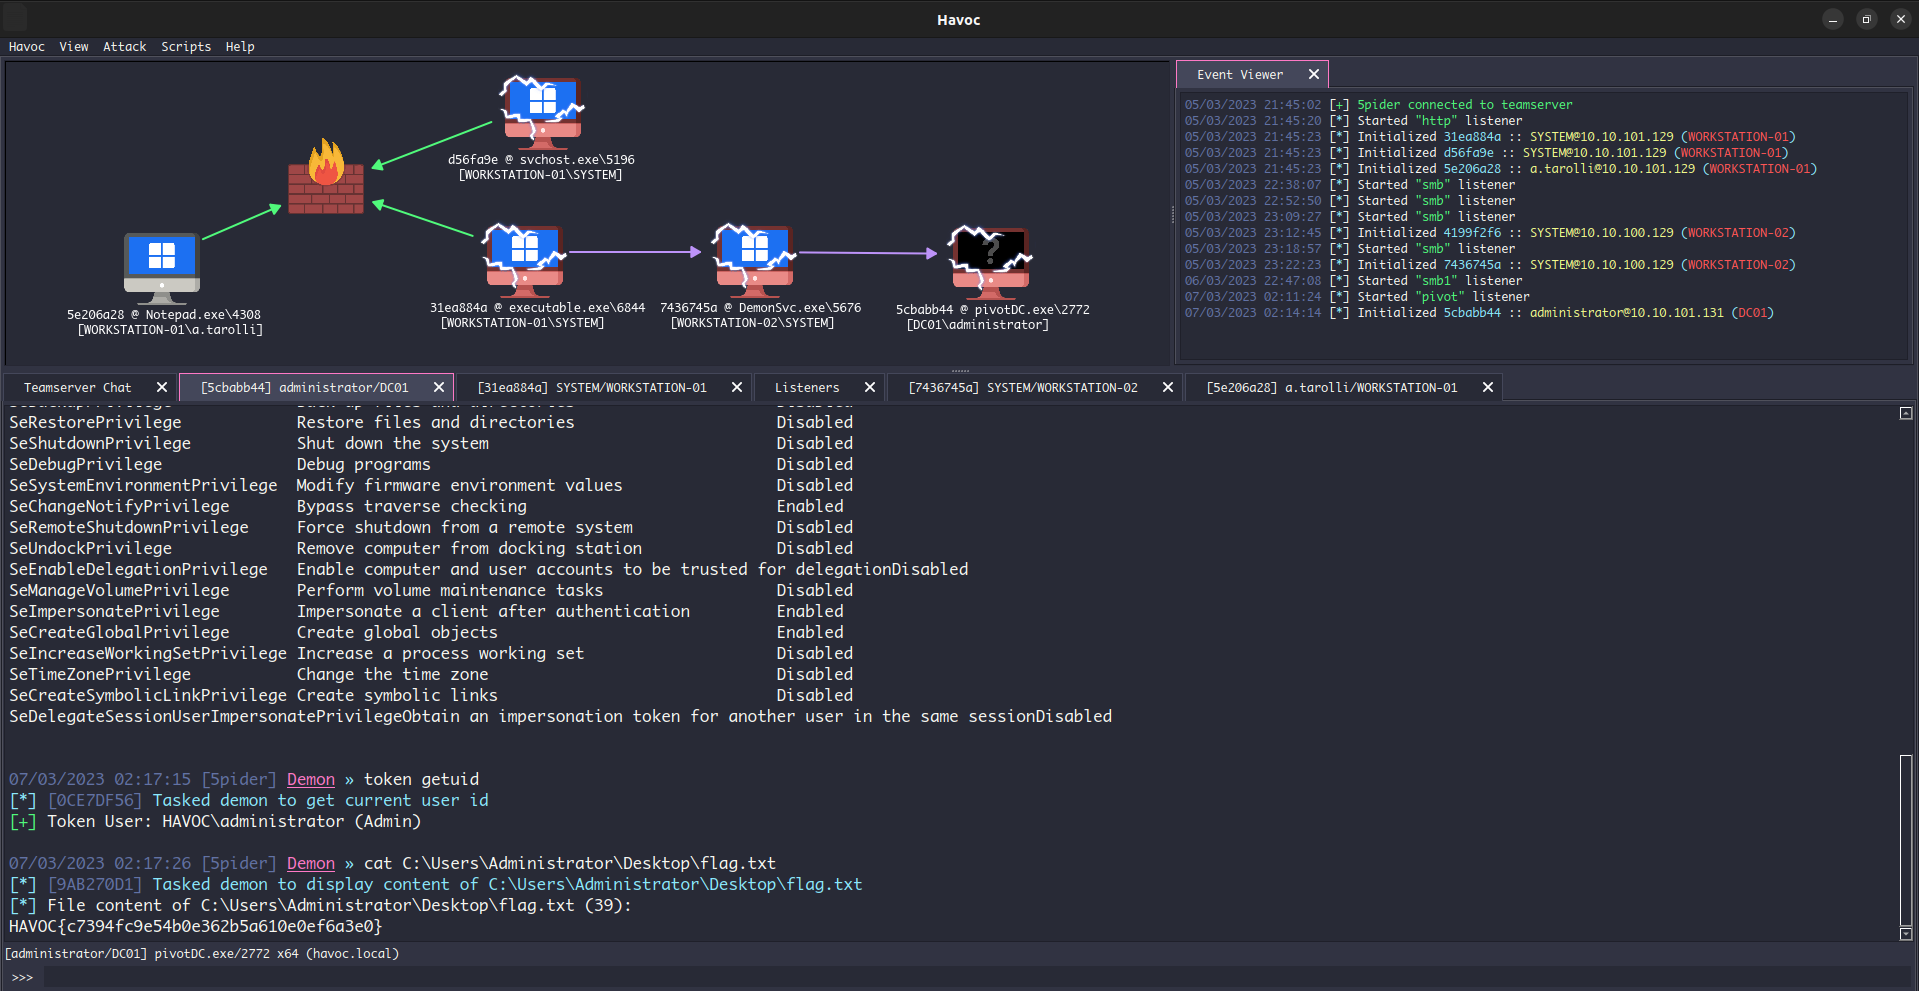 Havoc
Havoc View Attack Scripts Help
d56fa9e @ svchost.exe\5196
[WORKSTATION-01\SYSTEM]
5e206a28 @ Notepad.exe\4308
[WORKSTATION-01\a.tarolli]
31ea884a @ executable.exe\6844
[WORKSTATION-01\SYSTEM]
7436745a @ DemonSvc.exe\5676
[WORKSTATION-02\SYSTEM]
?
5cbabb44 @ pivotDC.exe\2772
[DC01\administrator]
Event Viewer
05/03/2023 21:45:02 [+] 5pider connected to teamserver
05/03/2023 21:45:20 [*] Started "http" listener
05/03/2023 21:45:23 [*] Initialized 31ea884a :: SYSTEM@10.10.101.129 (WORKSTATION-01)
05/03/2023 21:45:23 [*] Initialized d56fa9e :: SYSTEM@10.10.101.129 (WORKSTATION-01)
05/03/2023 21:45:23 [*] Initialized 5e206a28 :: a.tarolli@10.10.101.129 (WORKSTATION-01)
05/03/2023 22:38:07 [*] Started "smb" listener
05/03/2023 22:52:50 [*] Started "smb" listener
05/03/2023 23:09:27 [*] Started "smb" listener
05/03/2023 23:12:45 [*] Initialized 4199f2f6 :: SYSTEM@10.10.100.129 (WORKSTATION-02)
05/03/2023 23:18:57 [*] Started "smb" listener
05/03/2023 23:22:23 [*] Initialized 7436745a :: SYSTEM@10.10.100.129 (WORKSTATION-02)
06/03/2023 22:47:08 [*] Started "smb1" listener
07/03/2023 02:11:24 [*] Started "pivot" listener
07/03/2023 02:14:14 [*] Initialized 5cbabb44 :: administrator@10.10.101.131 (DC01)
Teamserver Chat [5cbabb44] administrator/DC01 [31ea884a] SYSTEM/WORKSTATION-01 Listeners [7436745a] SYSTEM/WORKSTATION-02 [5e206a28] a.tarolli/WORKSTATION-01
SeRestorePrivilege Restore files and directories Disabled
SeShutdownPrivilege Shut down the system Disabled
SeDebugPrivilege Debug programs Disabled
SeSystemEnvironmentPrivilege Modify firmware environment values Disabled
SeChangeNotifyPrivilege Bypass traverse checking Enabled
SeRemoteShutdownPrivilege Force shutdown from a remote system Disabled
SeUndockPrivilege Remove computer from docking station Disabled
SeEnableDelegationPrivilege Enable computer and user accounts to be trusted for delegationDisabled
SeManageVolumePrivilege Perform volume maintenance tasks Disabled
SeImpersonatePrivilege Impersonate a client after authentication Enabled
SeCreateGlobalPrivilege Create global objects Enabled
SeIncreaseWorkingSetPrivilege Increase a process working set Disabled
SeTimeZonePrivilege Change the time zone Disabled
SeCreateSymbolicLinkPrivilege Create symbolic links Disabled
SeDelegateSessionUserImpersonatePrivilegeObtain an impersonation token for another user in the same sessionDisabled
07/03/2023 02:17:15 [5pider] Demon » token getuid
[*] [0CE7DF56] Tasked demon to get current user id
[+] Token User: HAVOC\administrator (Admin)
07/03/2023 02:17:26 [5pider] Demon » cat C:\Users\Administrator\Desktop\flag.txt
[*] [9AB270D1] Tasked demon to display content of C:\Users\Administrator\Desktop\flag.txt
[*] File content of C:\Users\Administrator\Desktop\flag.txt (39):
HAVOC{c7394fc9e54b0e362b5a610e0ef6a3e0}
[administrator/DC01] pivotDC.exe/2772 x64 (havoc.local)
>>>